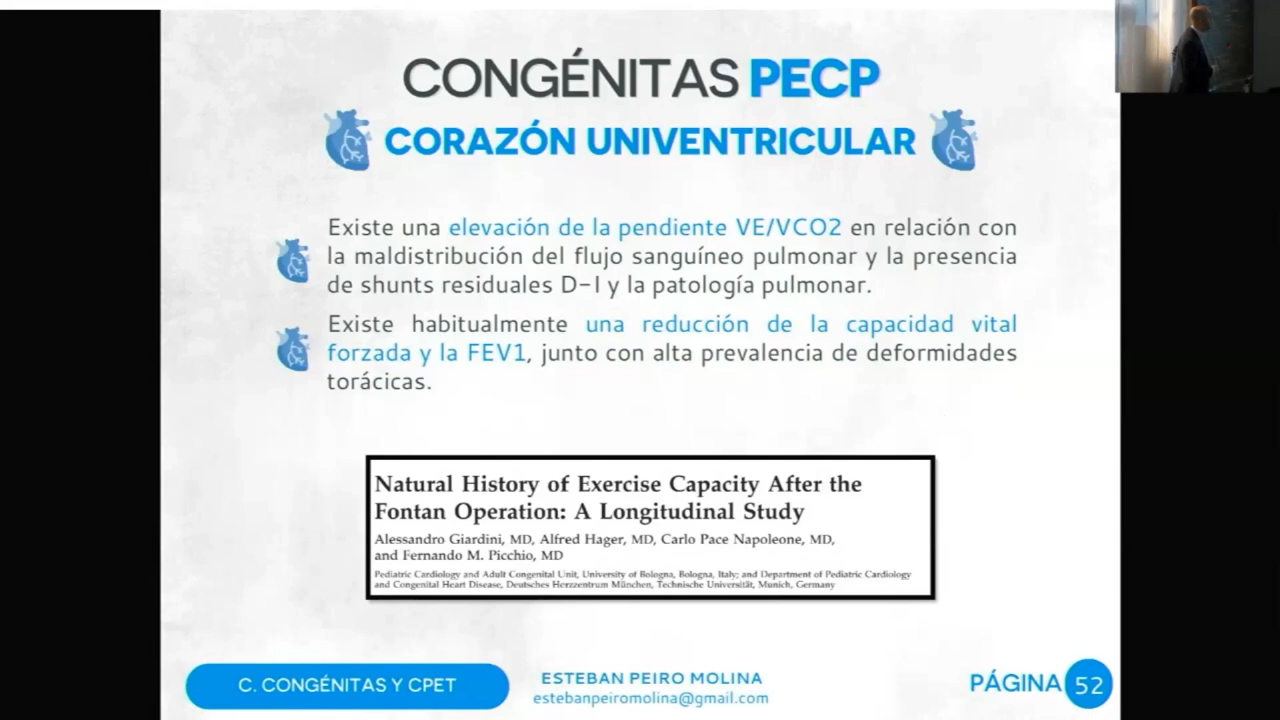 CONGÉNITAS PECP
CORAZÓN UNIVENTRICULAR
Existe una elevación de la pendiente VE/VCO2 en relación con
la maldistribución del flujo sanguíneo pulmonar y la presencia
de shunts residuales D-I y la patología pulmonar.
Existe habitualmente una reducción de la capacidad vital
forzada y la FEV1, junto con alta prevalencia de deformidades
torácicas.
Natural History of Exercise Capacity After the
Fontan Operation: A Longitudinal Study
Alessandro Giardini, MD, Alfred Hager, MD, Carlo Pace Napoleone, MD,
and Fernando M. Picchio, MD
Pediatric Cardiology and Adult Congenital Unit, University of Bologna, Bologna, Italy; and Department of Pediatric Cardiology
and Congenital Heart Disease, Deutsches Herzzentrum München, Technische Universität, Munich, Germany
C. CONGÉNITAS Y CPET
ESTEBAN PEIRO MOLINA
estebanpeiromolina@gmail.com
PÁGINA 52